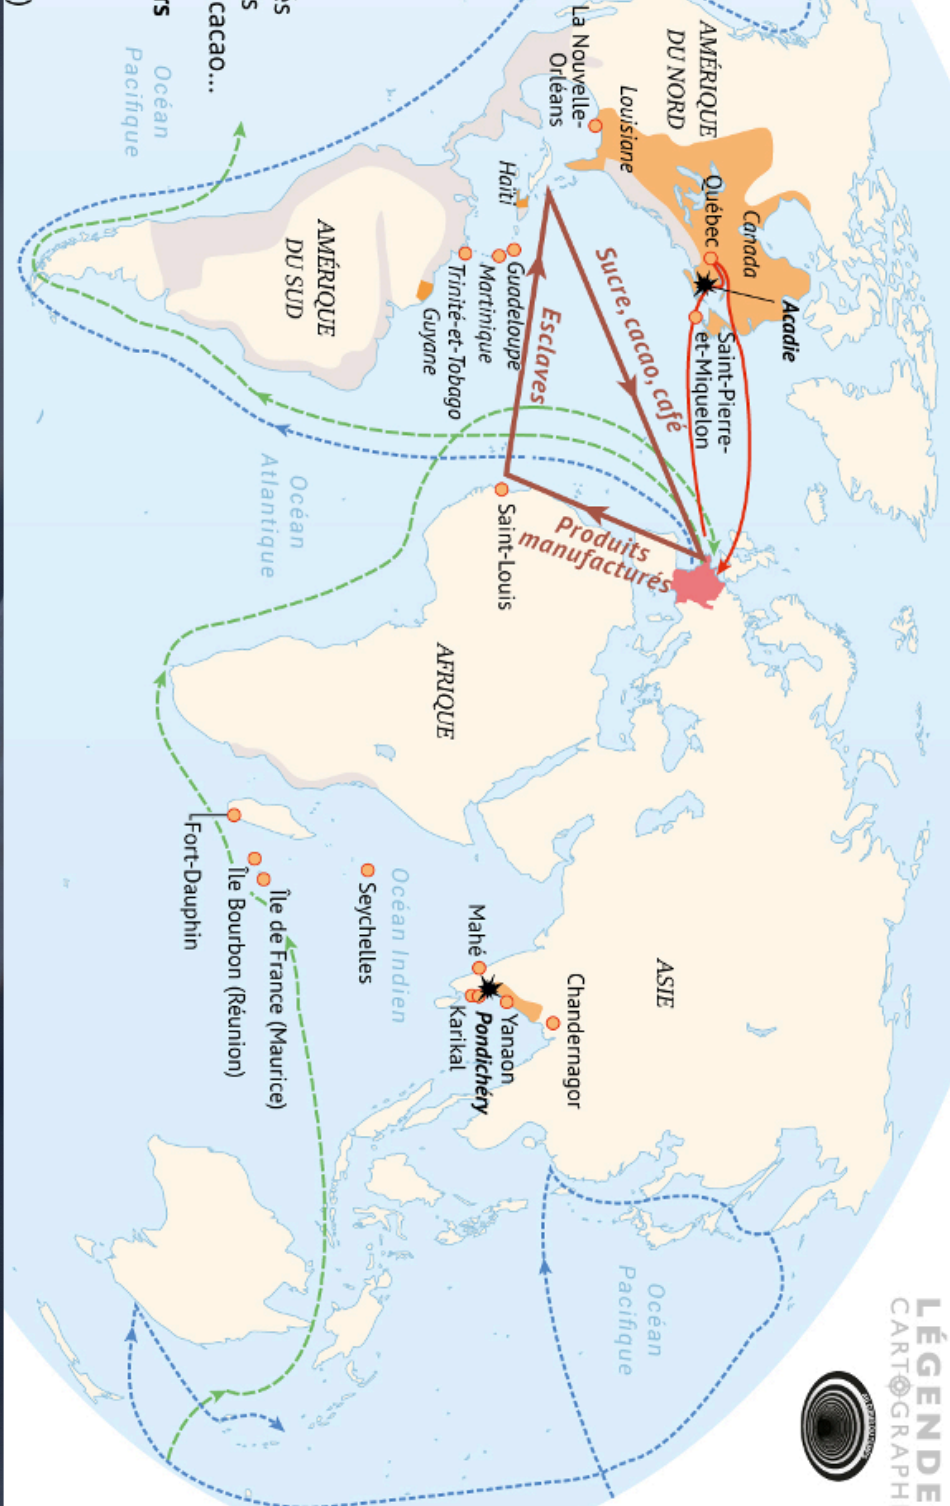 LÉGENDE
CARTOGRAPH
Acadie
Canada
Québec
Saint-Pierre-
et-Miquelon
AMÉRIQUE
DU NORD
Louisiane
La Nouvelle-
Orléans
Sucre, cacao, café
Produits
manufacturés
Esclaves
Haïti
Guadeloupe
Martinique
Trinité-et-Tobago
Guyane
Saint-Louis
AMÉRIQUE
DU SUD
Océan
Atlantique
AFRIQUE
ASIE
Océan
Pacifique
Chandernagor
Yanaon
Mahé
Pondichéry
Karikal
Océan Indien
Seychelles
Île de France (Maurice)
Île Bourbon (Réunion)
Fort-Dauphin
Océan
Pacifique
es
s
cacao...
rs
)